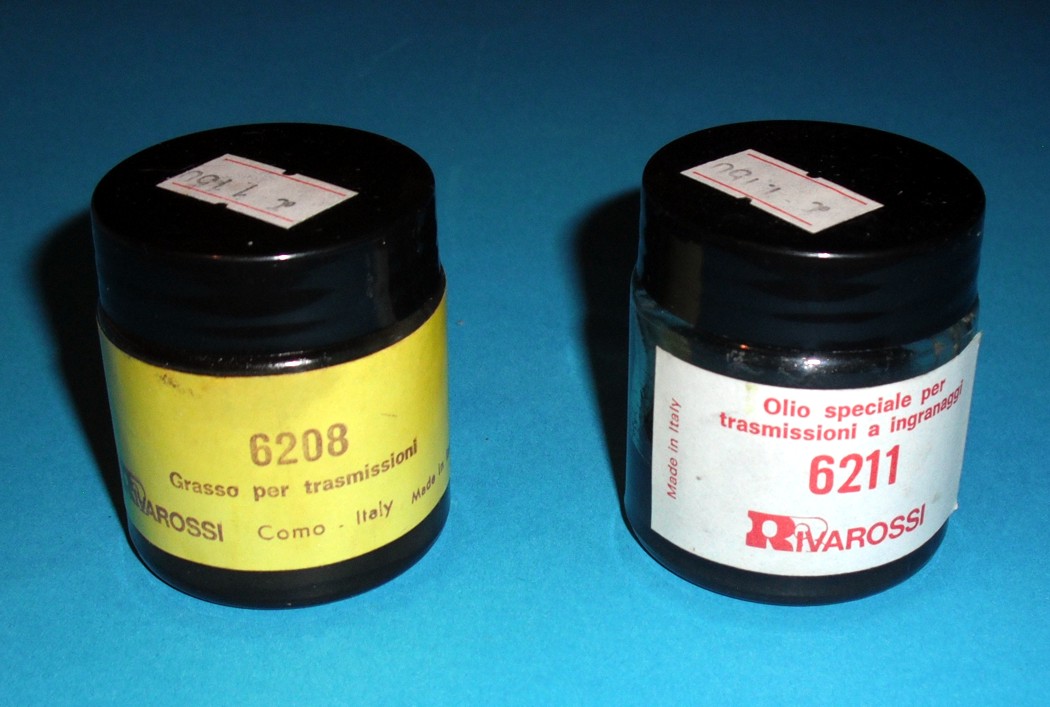 6208
Grasso per trasmissioni
RIVAROSSI Como - Italy Made in
Olio speciale per
trasmissioni a ingranaggi
6211
RIVAROSSI
Made in Italy